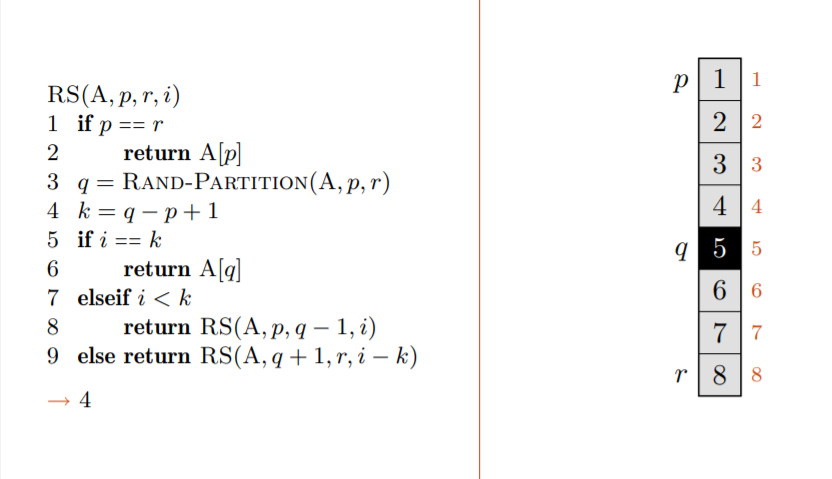 RS(A, p, r, i)
1 if p == r
2 return A[p]
3 q = RAND-PARTITION(A, p, r)
4 k = q − p + 1
5 if i == k
6 return A[q]
7 elseif i < k
8 return RS(A, p, q − 1, i)
9 else return RS(A, q + 1, r, i − k)
→ 4
p 1 1
2 2
3 3
4 4
q 5 5
6 6
7 7
r 8 8